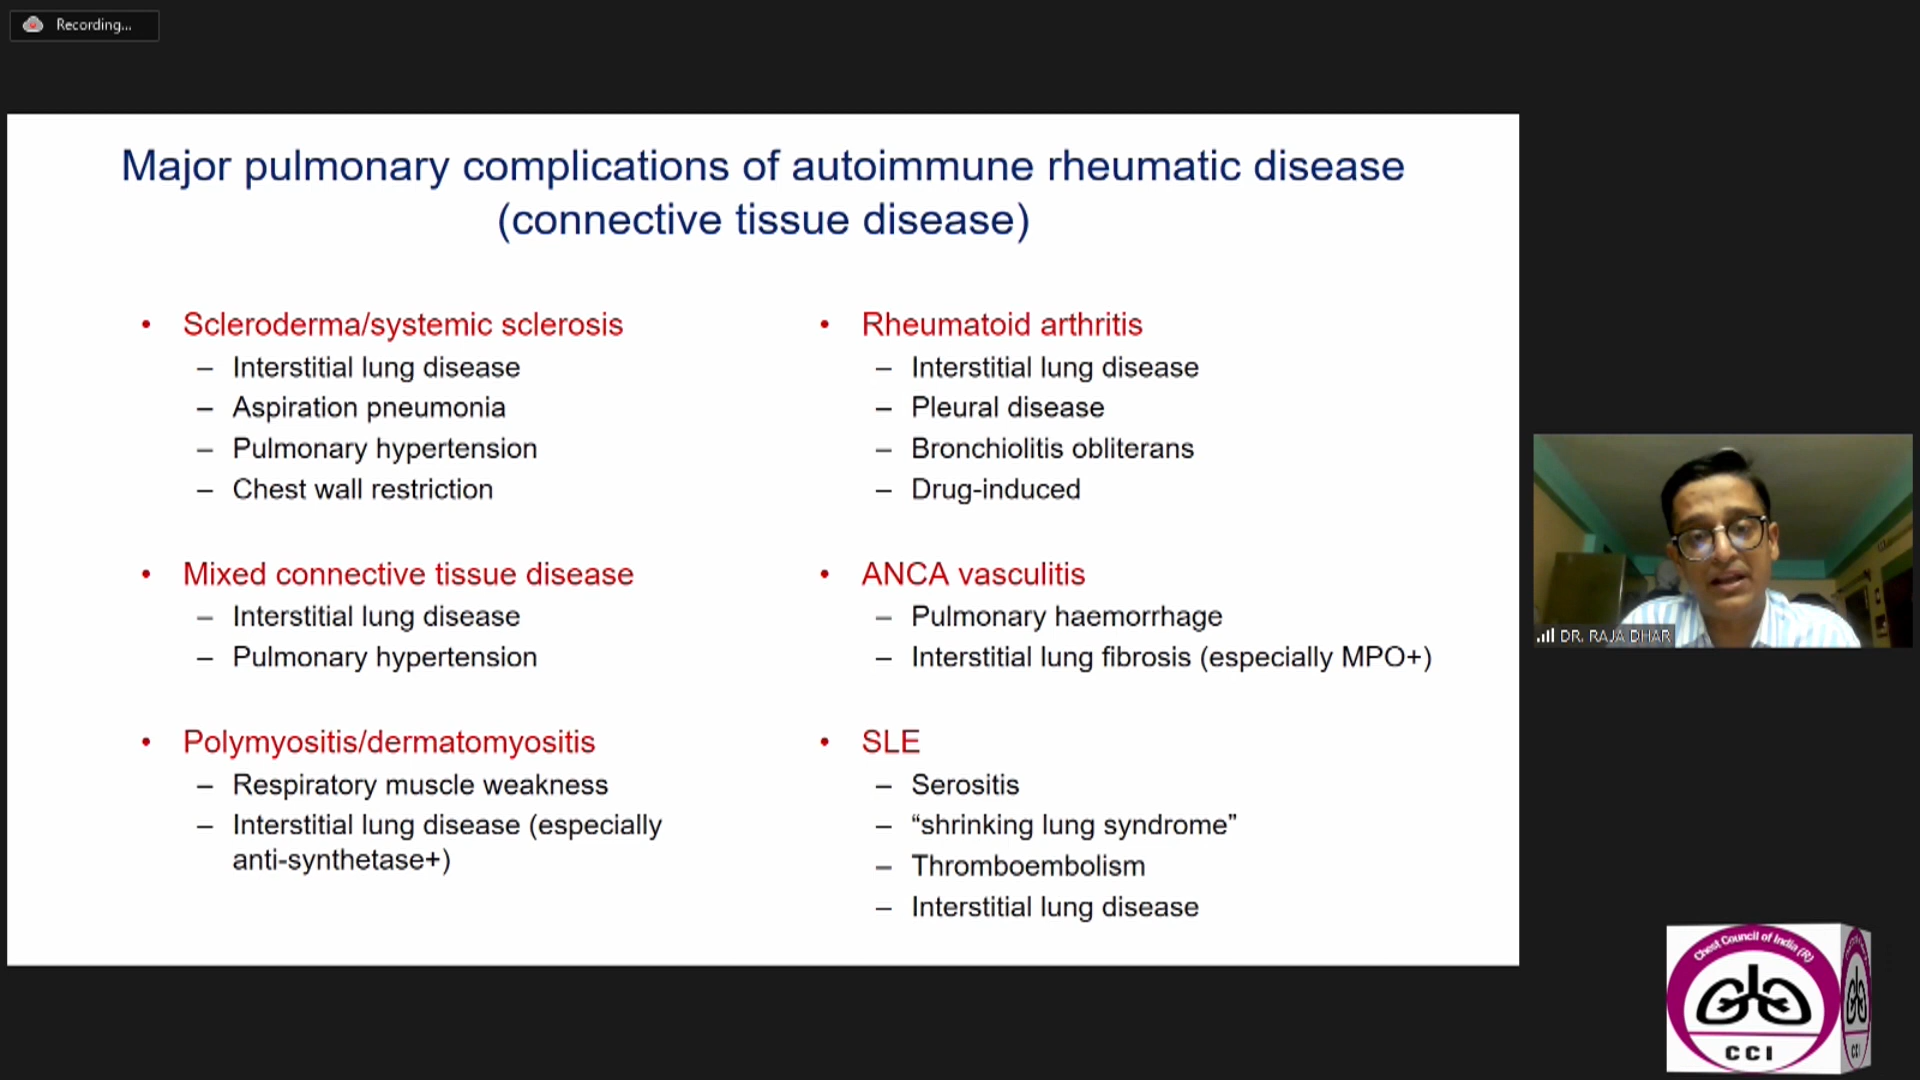 Recording...
Major pulmonary complications of autoimmune rheumatic disease
(connective tissue disease)
• Scleroderma/systemic sclerosis
– Interstitial lung disease
– Aspiration pneumonia
– Pulmonary hypertension
– Chest wall restriction
• Mixed connective tissue disease
– Interstitial lung disease
– Pulmonary hypertension
• Polymyositis/dermatomyositis
– Respiratory muscle weakness
– Interstitial lung disease (especially
anti-synthetase+)
• Rheumatoid arthritis
– Interstitial lung disease
– Pleural disease
– Bronchiolitis obliterans
– Drug-induced
• ANCA vasculitis
– Pulmonary haemorrhage
– Interstitial lung fibrosis (especially MPO+)
• SLE
– Serositis
– “shrinking lung syndrome”
– Thromboembolism
– Interstitial lung disease
DR. RAJA DHAR
Chest Council of India (R)
CCI